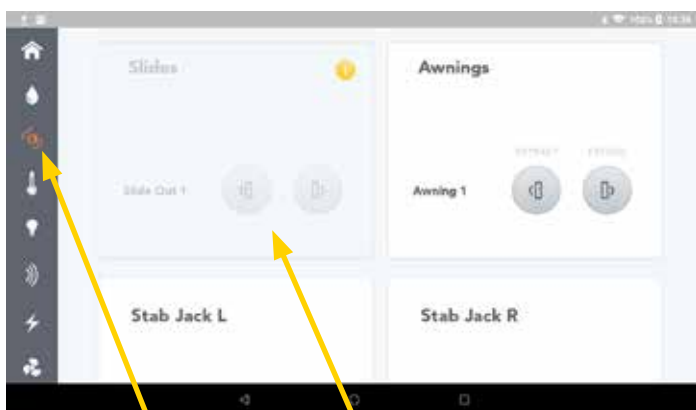 Slides
Awnings
RETRACT EXTEND
Slide Out 1
Awning 1
Stab Jack L
Stab Jack R